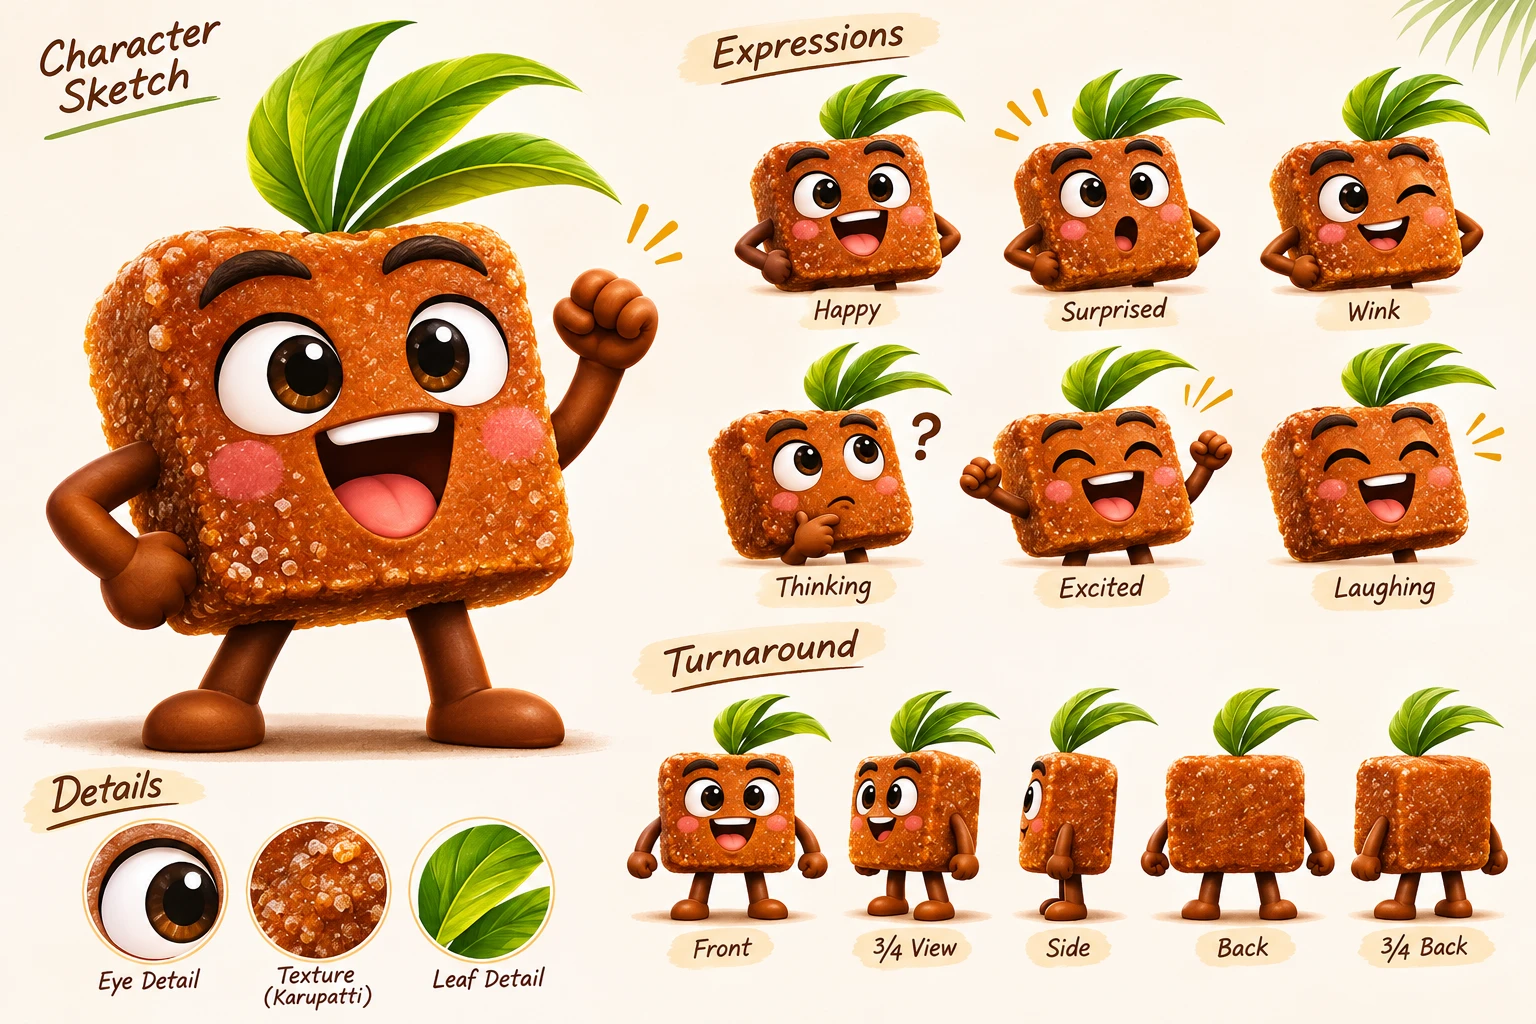 Character
Sketch
Expressions
Happy
Surprised
Wink
?
Thinking
Excited
Laughing
Turnaround
Front
3/4 View
Side
Back
3/4 Back
Details
Eye Detail
Texture
(Karupatti)
Leaf Detail